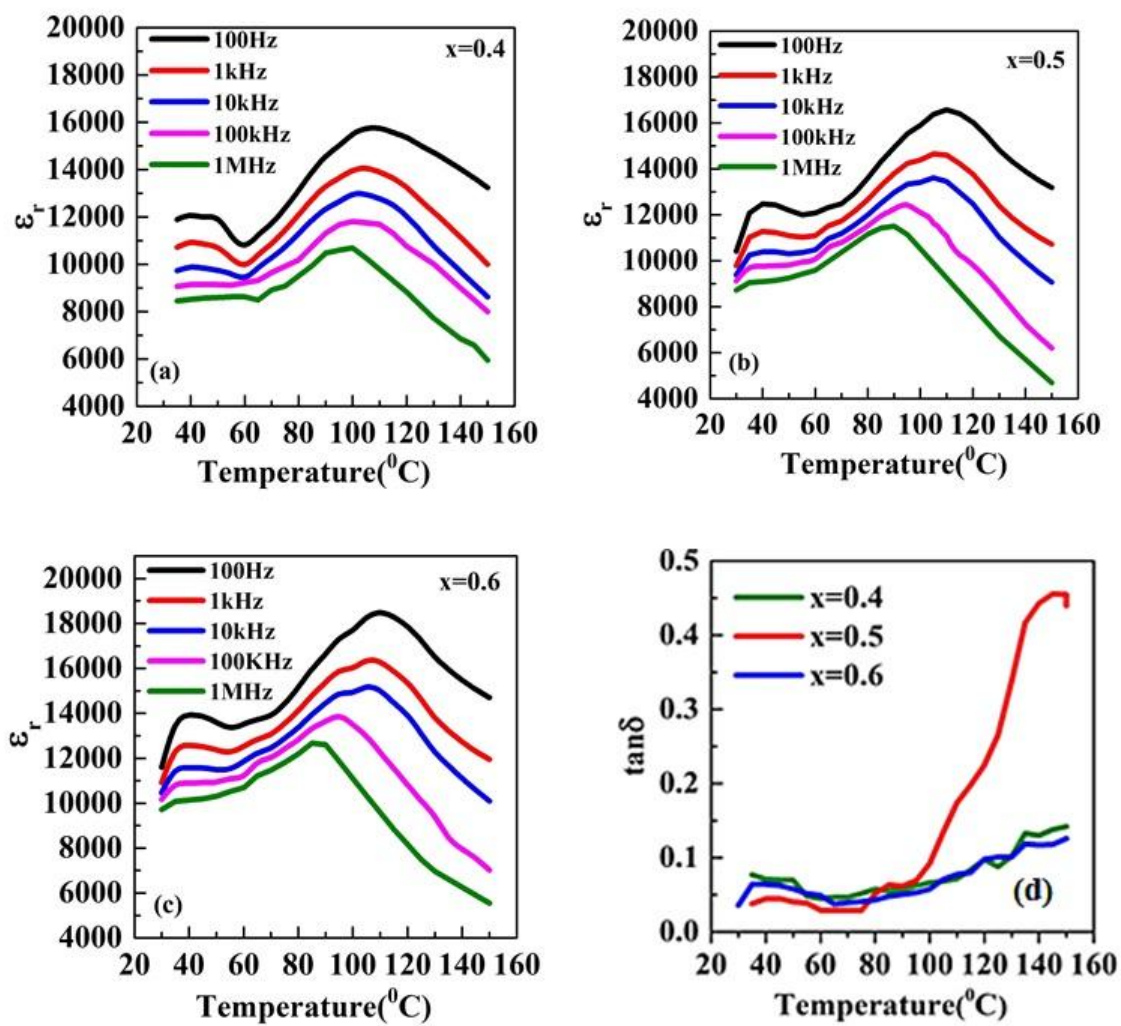 20000
18000
16000
14000
12000
10000
8000
6000
4000
εr
100Hz
1kHz
10kHz
100kHz
1MHz
x=0.4
(a)
20 40 60 80 100 120 140 160
Temperature(⁰C)
20000
18000
16000
14000
12000
10000
8000
6000
4000
εr
100Hz
1kHz
10kHz
100kHz
1MHz
x=0.5
(b)
20 40 60 80 100 120 140 160
Temperature(⁰C)
20000
18000
16000
14000
12000
10000
8000
6000
4000
εr
100Hz
1kHz
10kHz
100KHz
1MHz
x=0.6
(c)
20 40 60 80 100 120 140 160
Temperature(⁰C)
0.5
0.4
0.3
0.2
0.1
0.0
tanδ
x=0.4
x=0.5
x=0.6
(d)
20 40 60 80 100 120 140 160
Temperature(⁰C)